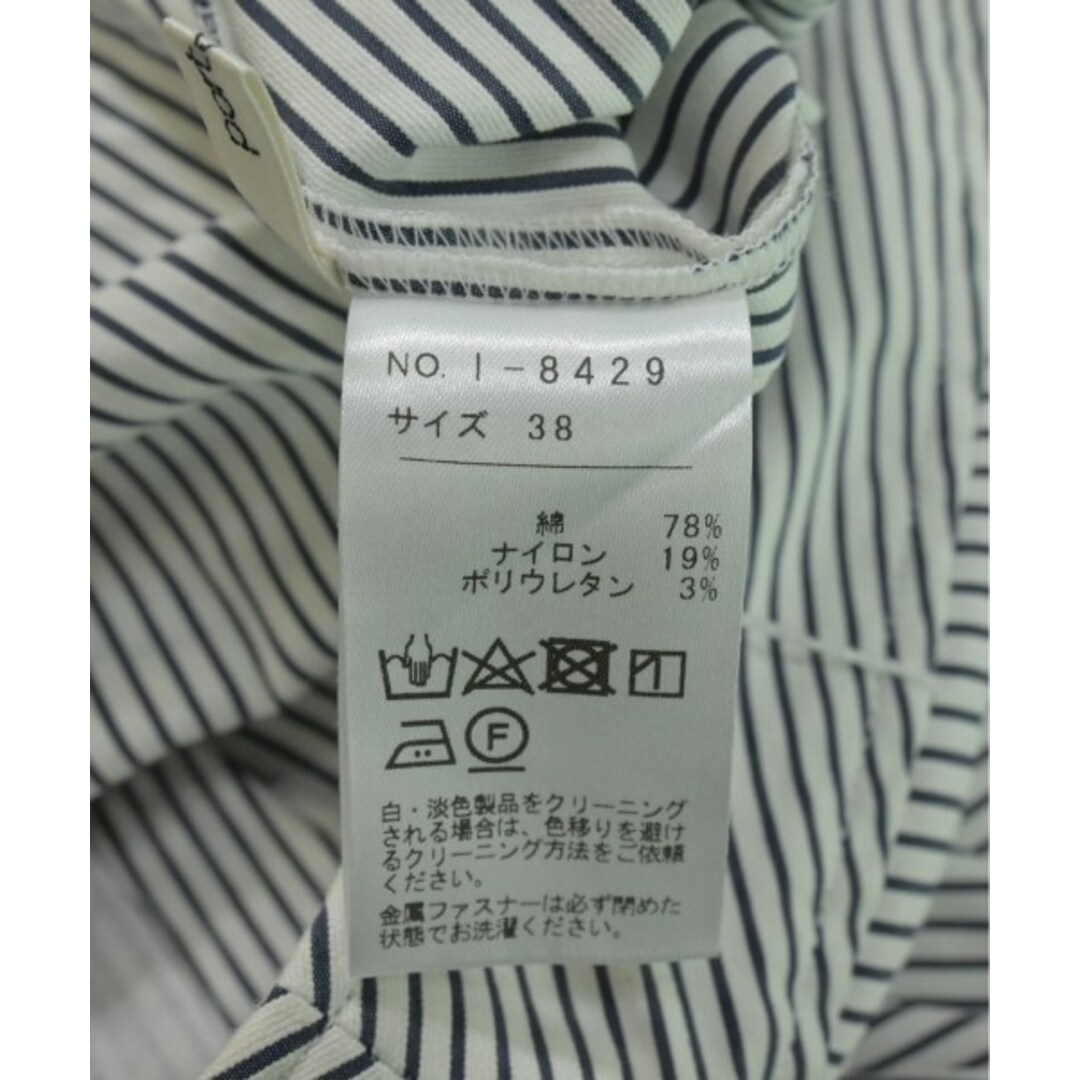 NO. I-8429
サイズ 38
綿 78%
ナイロン 19%
ポリウレタン 3%
F
白・淡色製品をクリーニング
される場合は、色移りを避け
るクリーニング方法をご依頼
ください。
金属ファスナーは必ず閉めた
状態でお洗濯ください。